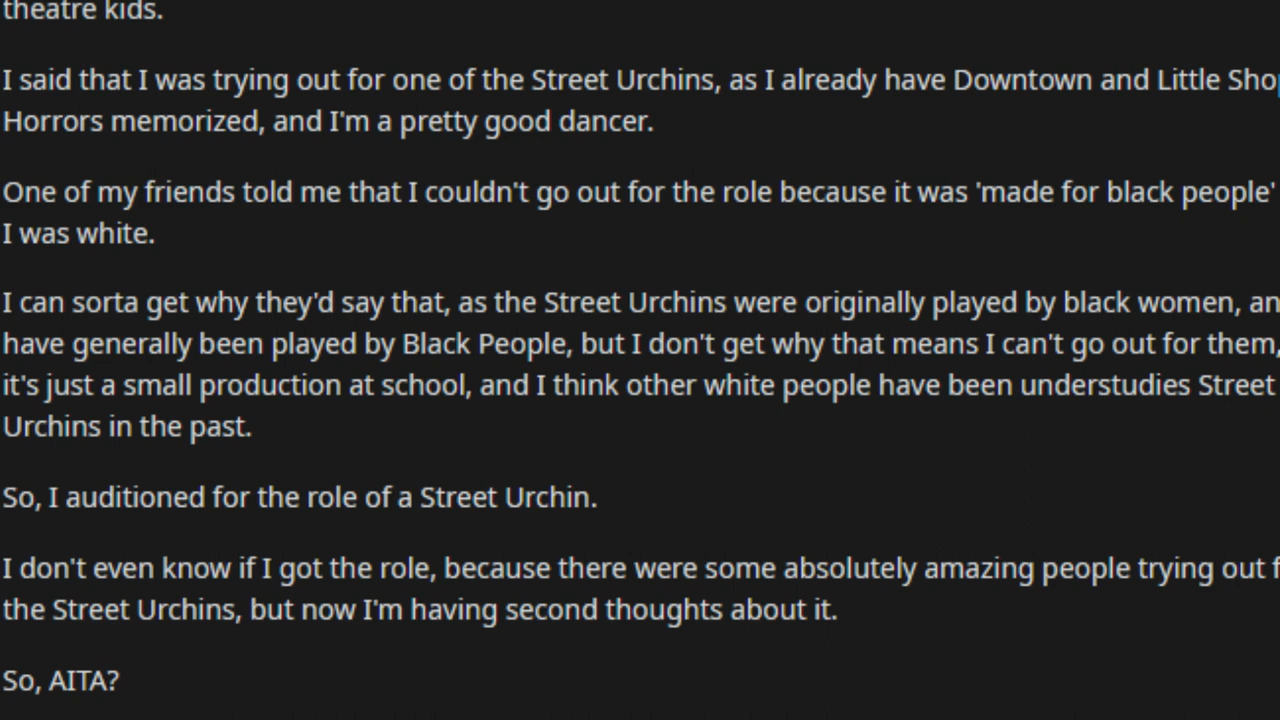 theatre kids.
I said that I was trying out for one of the Street Urchins, as I already have Downtown and Little
Horrors memorized, and I'm a pretty good dancer.
One of my friends told me that I couldn't go out for the role because it was 'made for black people'
I was white.
I can sorta get why they'd say that, as the Street Urchins were originally played by black women,
have generally been played by Black People, but I don't get why that means I can't go out for them,
it's just a small production at school, and I think other white people have been understudies Street
Urchins in the past.
So, I auditioned for the role of a Street Urchin.
I don't even know if I got the role, because there were some absolutely amazing people trying out
the Street Urchins, but now I'm having second thoughts about it.
So, AITA?